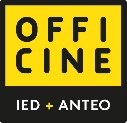 OFFI
CINE
IED + ANTEO